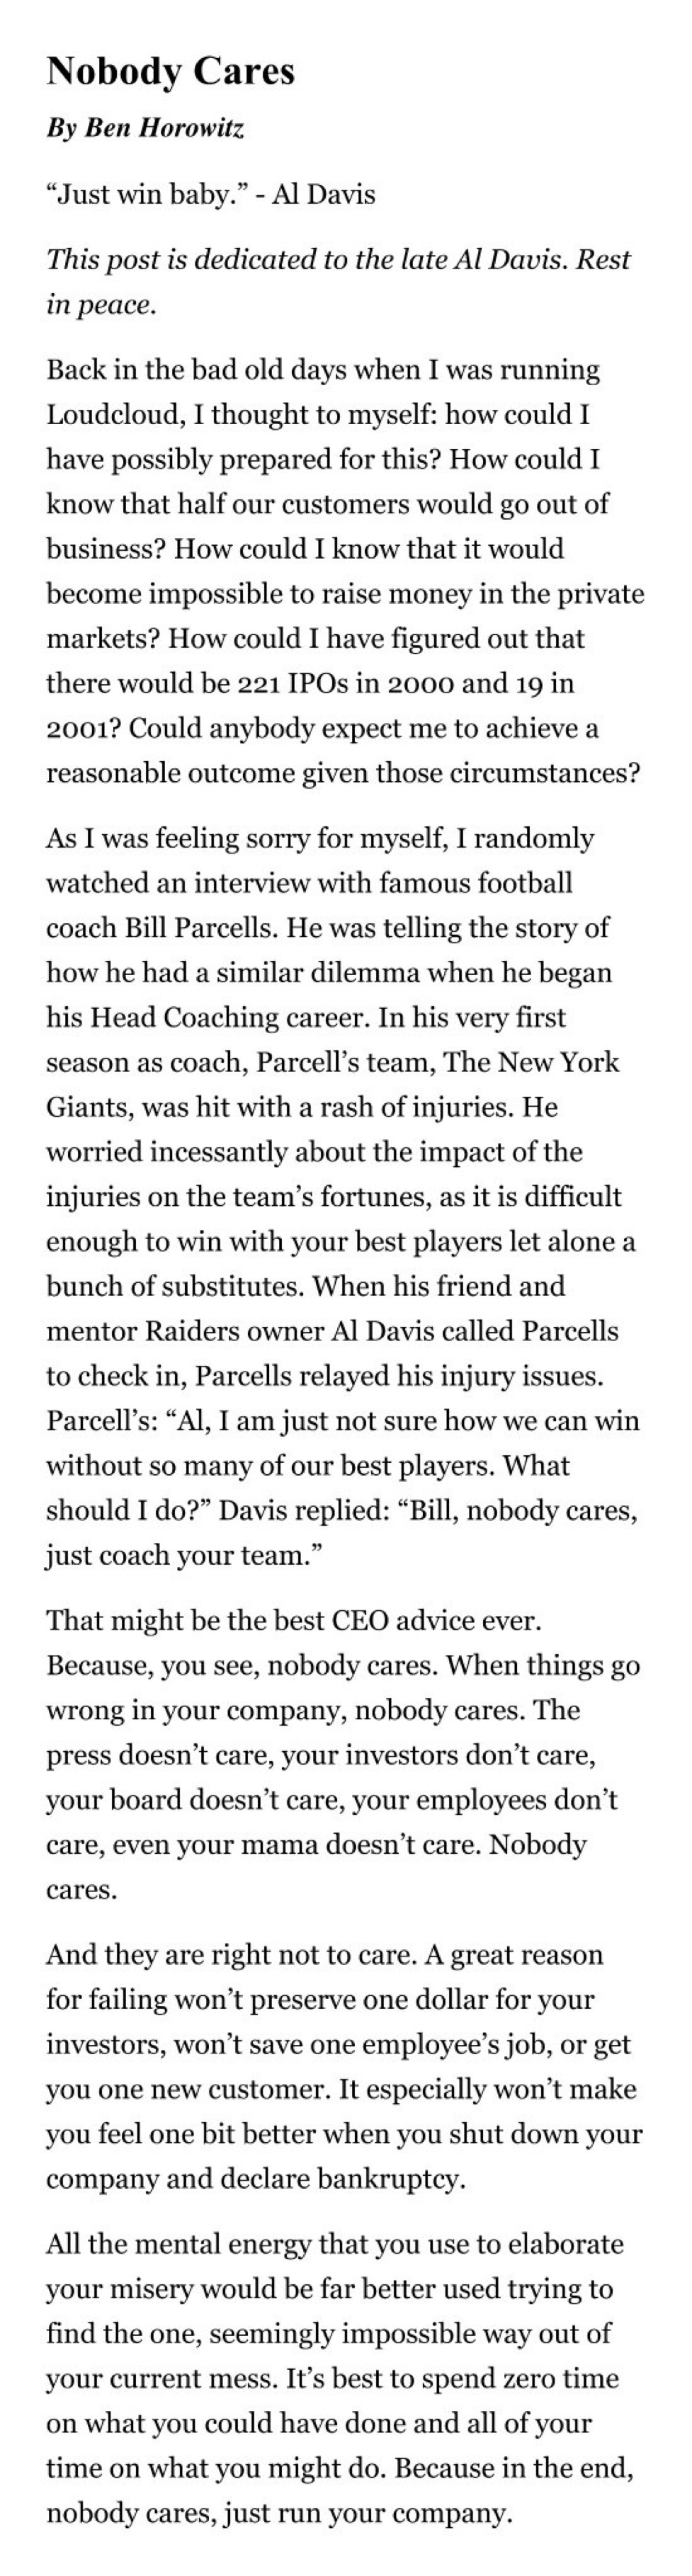 Nobody Cares
By Ben Horowitz
“Just win baby.” - Al Davis
This post is dedicated to the late Al Davis. Rest
in peace.
Back in the bad old days when I was running
Loudcloud, I thought to myself: how could I
have possibly prepared for this? How could I
know that half our customers would go out of
business? How could I know that it would
become impossible to raise money in the private
markets? How could I have figured out that
there would be 221 IPOs in 2000 and 19 in
2001? Could anybody expect me to achieve a
reasonable outcome given those circumstances?
As I was feeling sorry for myself, I randomly
watched an interview with famous football
coach Bill Parcells. He was telling the story of
how he had a similar dilemma when he began
his Head Coaching career. In his very first
season as coach, Parcell’s team, The New York
Giants, was hit with a rash of injuries. He
worried incessantly about the impact of the
injuries on the team’s fortunes, as it is difficult
enough to win with your best players let alone a
bunch of substitutes. When his friend and
mentor Raiders owner Al Davis called Parcells
to check in, Parcells relayed his injury issues.
Parcell’s: “Al, I am just not sure how we can win
without so many of our best players. What
should I do?” Davis replied: “Bill, nobody cares,
just coach your team.”
That might be the best CEO advice ever.
Because, you see, nobody cares. When things go
wrong in your company, nobody cares. The
press doesn’t care, your investors don’t care,
your board doesn’t care, your employees don’t
care, even your mama doesn’t care. Nobody
cares.
And they are right not to care. A great reason
for failing won’t preserve one dollar for your
investors, won’t save one employee’s job, or get
you one new customer. It especially won’t make
you feel one bit better when you shut down your
company and declare bankruptcy.
All the mental energy that you use to elaborate
your misery would be far better used trying to
find the one, seemingly impossible way out of
your current mess. It’s best to spend zero time
on what you could have done and all of your
time on what you might do. Because in the end,
nobody cares, just run your company.